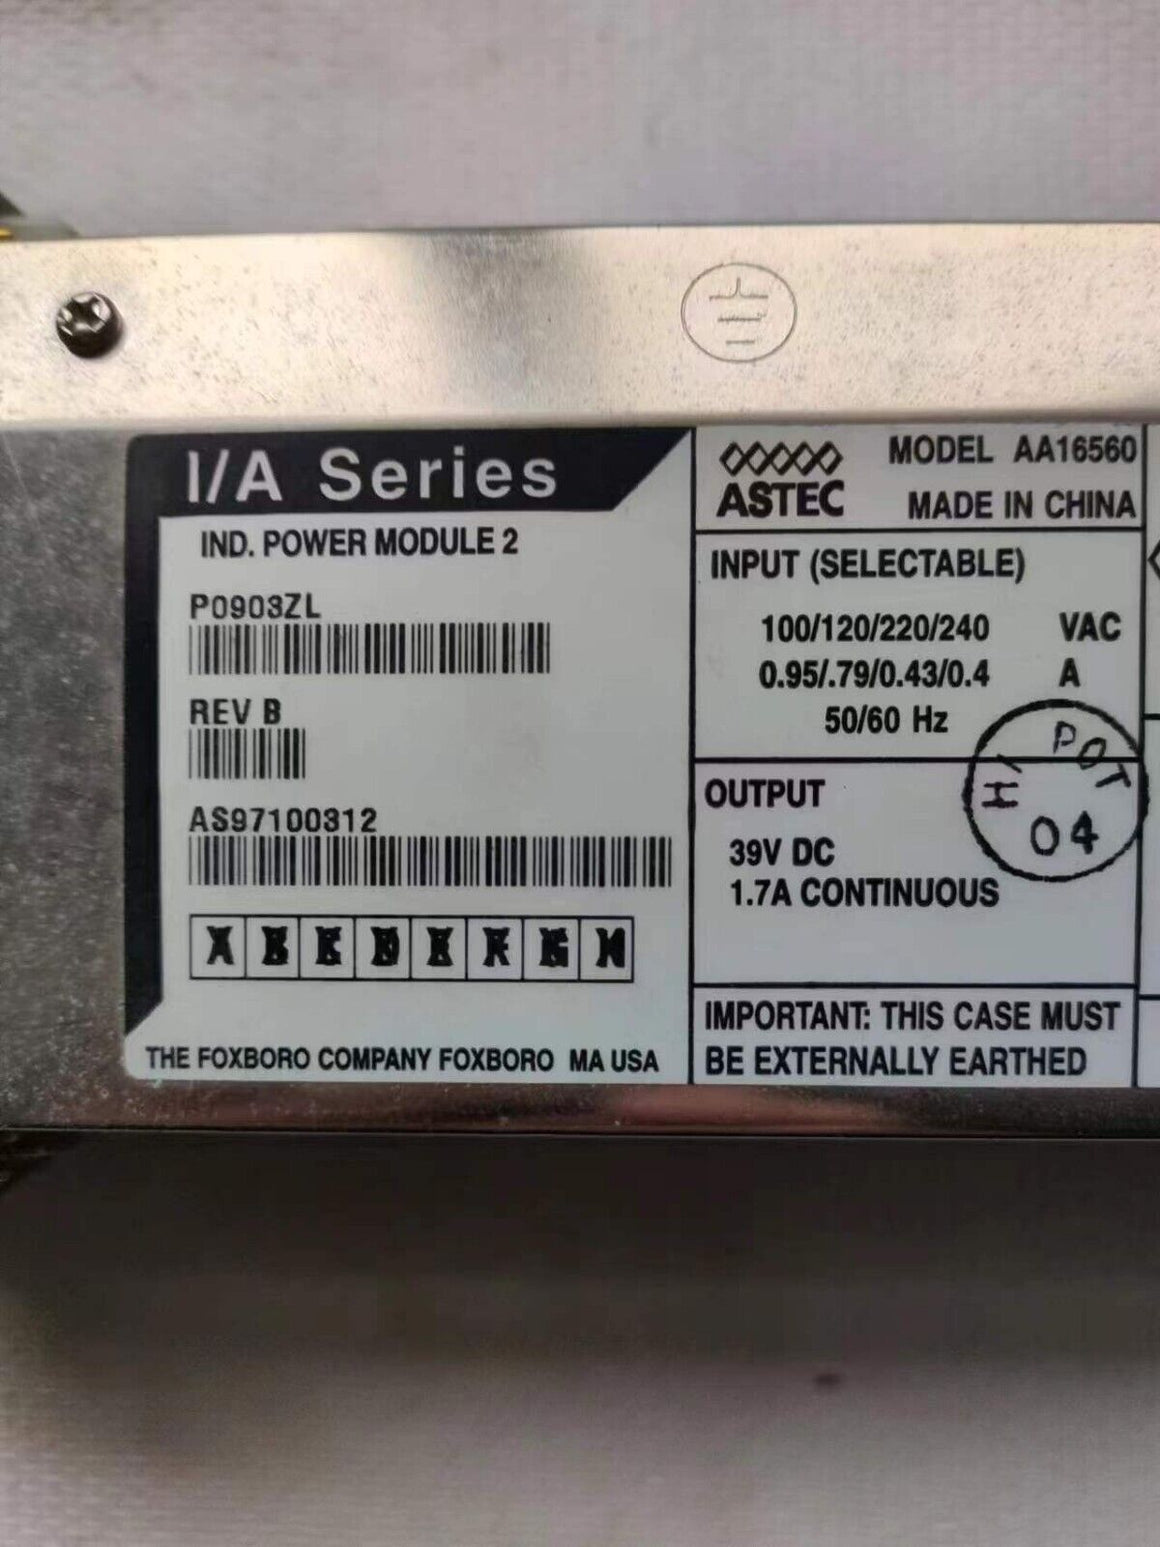 I/A Series
IND. POWER MODULE 2
P0903ZL
REV B
AS97100312
THE FOXBORO COMPANY FOXBORO MA USA
ASTEC
MODEL AA16560
MADE IN CHINA
INPUT (SELECTABLE)
100/120/220/240 VAC
0.95/.79/0.43/0.4 A
50/60 Hz
HI POT
04
OUTPUT
39V DC
1.7A CONTINUOUS
IMPORTANT: THIS CASE MUST
BE EXTERNALLY EARTHED